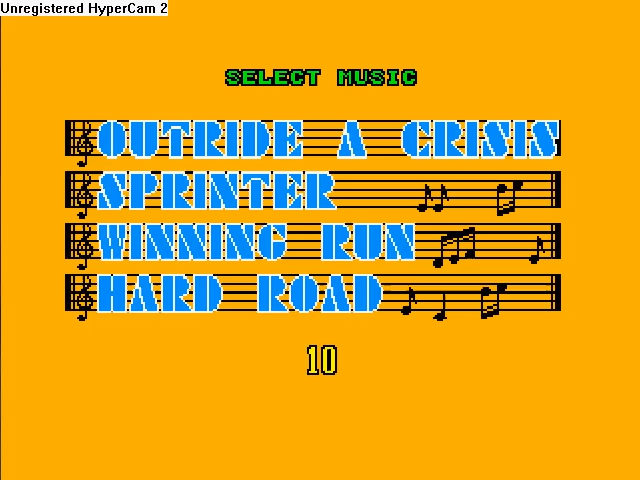 Unregistered HyperCam 2
SELECT MUSIC
OUTRIDE A CRISIS
SPRINTER
WINNING RUN
HARD ROAD
10